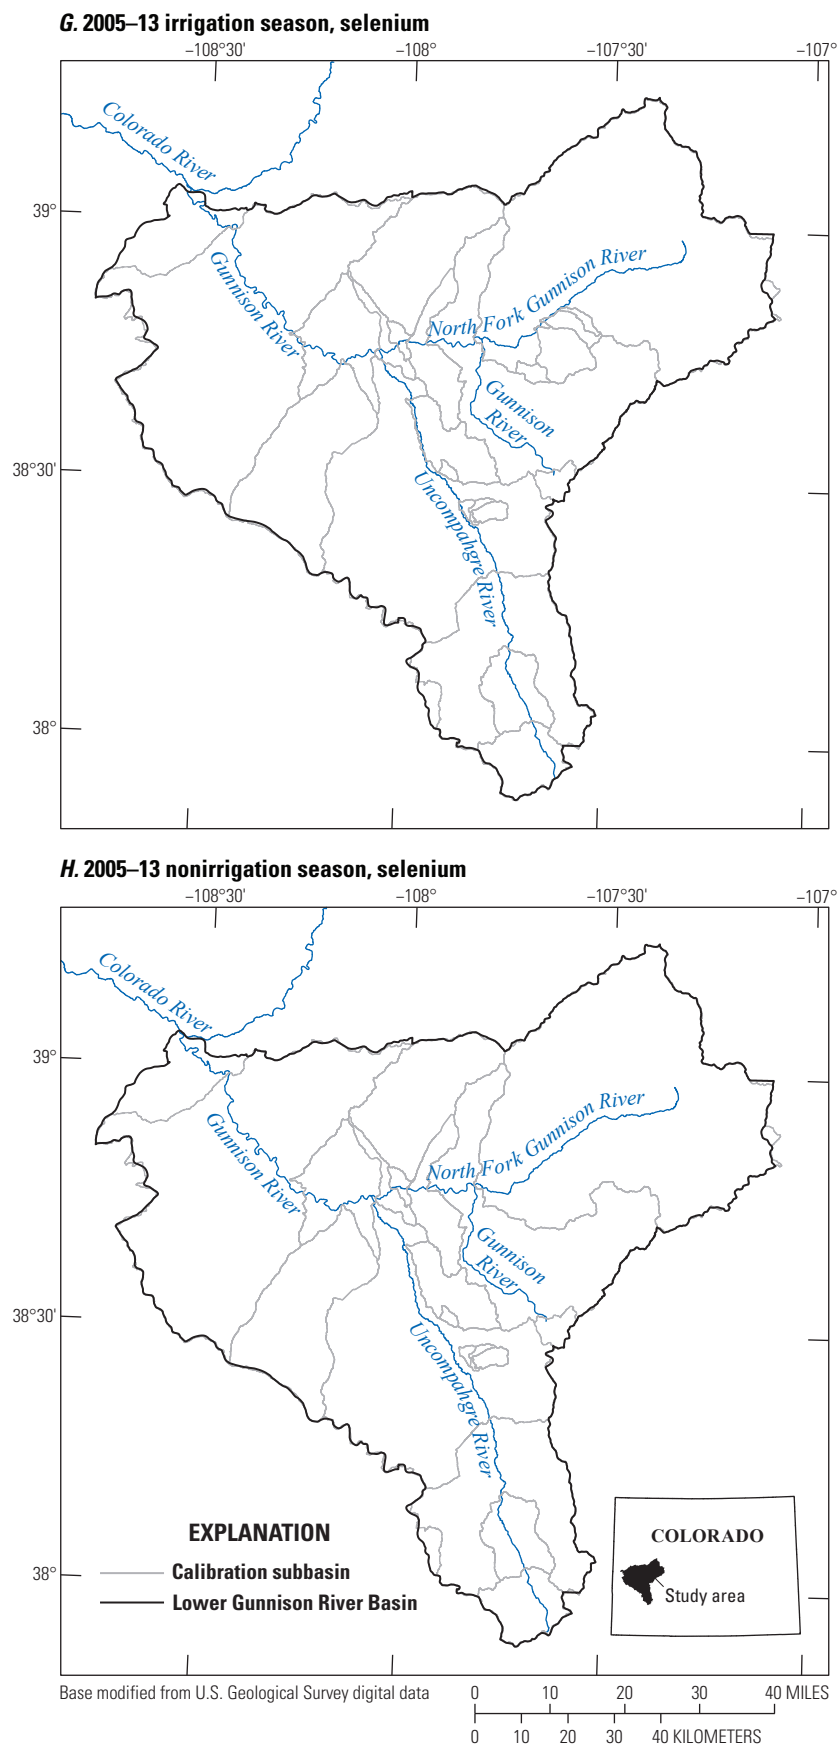 G. 2005–13 irrigation season, selenium
–108°30' –108° –107°30' –107°
Colorado River
39°
Gunnison River
North Fork Gunnison River
Gunnison
River
38°30'
Uncompahgre River
38°
H. 2005–13 nonirrigation season, selenium
–108°30' –108° –107°30' –107°
Colorado River
39°
Gunnison River
North Fork Gunnison River
Gunnison
River
38°30'
Uncompahgre River
EXPLANATION
Calibration subbasin
Lower Gunnison River Basin
38°
COLORADO
Study area
Base modified from U.S. Geological Survey digital data
0 10 20 30 40 MILES
0 10 20 30 40 KILOMETERS